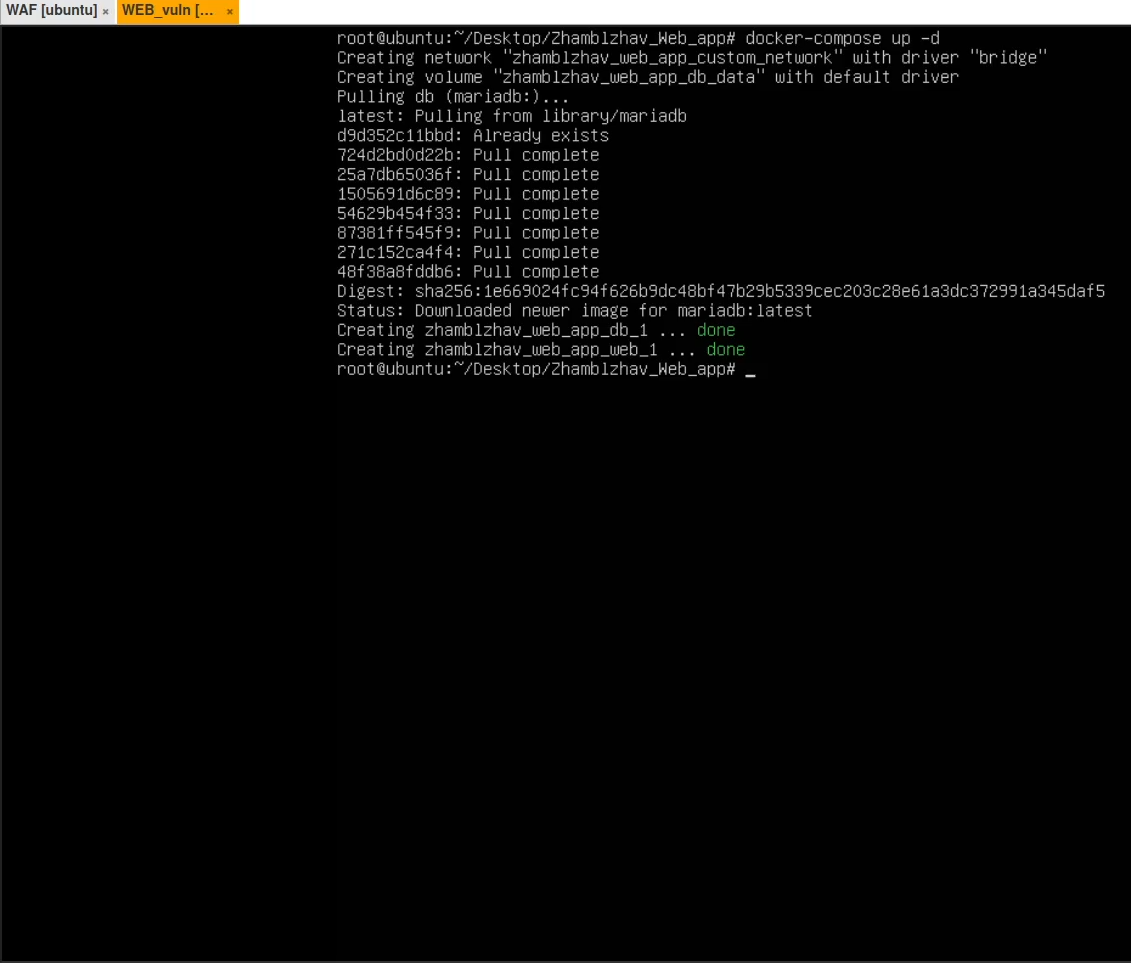 WAF [ubuntu] × WEB_vuln [... ×
root@ubuntu:~/Desktop/Zhamblzhav_Web_app# docker-compose up -d
Creating network "zhamblzhav_web_app_custom_network" with driver "bridge"
Creating volume "zhamblzhav_web_app_db_data" with default driver
Pulling db (mariadb:)...
latest: Pulling from library/mariadb
d9d352c11bbd: Already exists
724d2bd0d22b: Pull complete
25a7db65036f: Pull complete
1505691d6c89: Pull complete
54629b454f33: Pull complete
87381ff545f9: Pull complete
271c152ca4f4: Pull complete
48f38a8fddb6: Pull complete
Digest: sha256:1e669024fc94f626b9dc48bf47b29b5339cec203c28e61a3dc372991a345daf5
Status: Downloaded newer image for mariadb:latest
Creating zhamblzhav_web_app_db_1 ... done
Creating zhamblzhav_web_app_web_1 ... done
root@ubuntu:~/Desktop/Zhamblzhav_Web_app# _